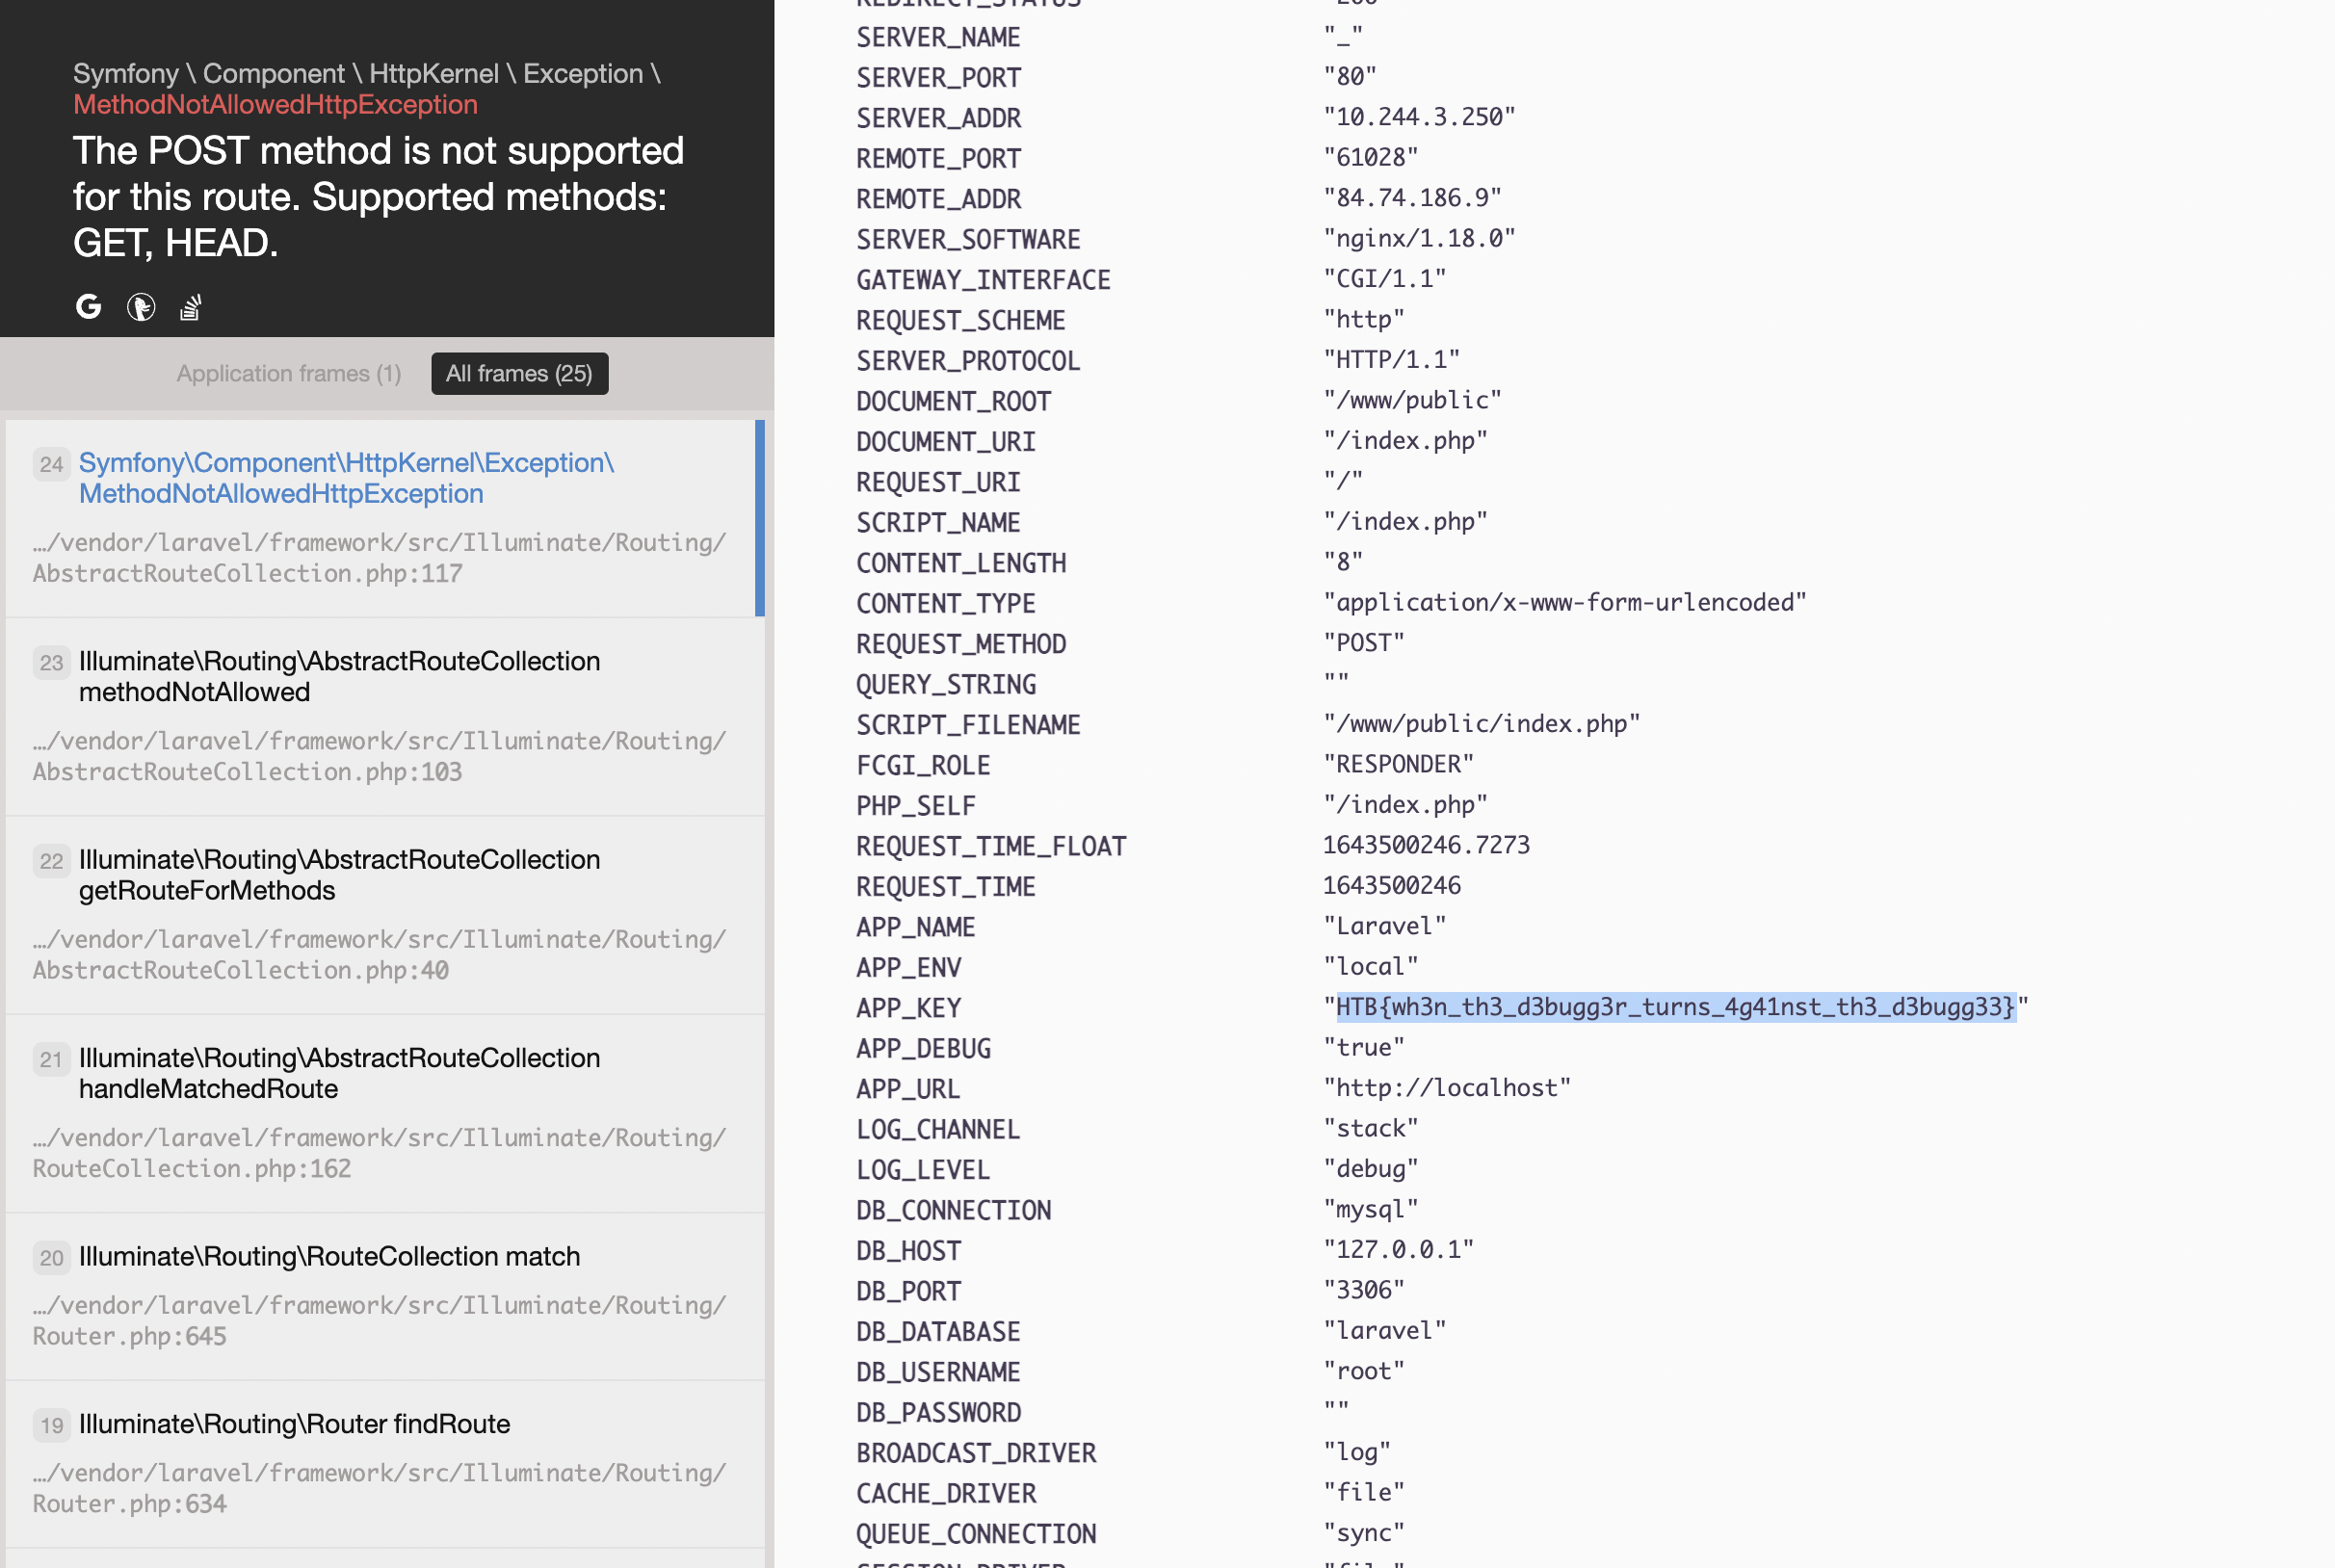 Symfony \ Component \ HttpKernel \ Exception \
MethodNotAllowedHttpException
The POST method is not supported
for this route. Supported methods:
GET, HEAD.
Application frames (1) All frames (25)
24 Symfony\Component\HttpKernel\Exception\
MethodNotAllowedHttpException
…/vendor/laravel/framework/src/Illuminate/Routing/
AbstractRouteCollection.php:117
23 Illuminate\Routing\AbstractRouteCollection
methodNotAllowed
…/vendor/laravel/framework/src/Illuminate/Routing/
AbstractRouteCollection.php:103
22 Illuminate\Routing\AbstractRouteCollection
getRouteForMethods
…/vendor/laravel/framework/src/Illuminate/Routing/
AbstractRouteCollection.php:40
21 Illuminate\Routing\AbstractRouteCollection
handleMatchedRoute
…/vendor/laravel/framework/src/Illuminate/Routing/
RouteCollection.php:162
20 Illuminate\Routing\RouteCollection match
…/vendor/laravel/framework/src/Illuminate/Routing/
Router.php:645
19 Illuminate\Routing\Router findRoute
…/vendor/laravel/framework/src/Illuminate/Routing/
Router.php:634
REDIRECT_STATUS "200"
SERVER_NAME "_"
SERVER_PORT "80"
SERVER_ADDR "10.244.3.250"
REMOTE_PORT "61028"
REMOTE_ADDR "84.74.186.9"
SERVER_SOFTWARE "nginx/1.18.0"
GATEWAY_INTERFACE "CGI/1.1"
REQUEST_SCHEME "http"
SERVER_PROTOCOL "HTTP/1.1"
DOCUMENT_ROOT "/www/public"
DOCUMENT_URI "/index.php"
REQUEST_URI "/"
SCRIPT_NAME "/index.php"
CONTENT_LENGTH "8"
CONTENT_TYPE "application/x-www-form-urlencoded"
REQUEST_METHOD "POST"
QUERY_STRING ""
SCRIPT_FILENAME "/www/public/index.php"
FCGI_ROLE "RESPONDER"
PHP_SELF "/index.php"
REQUEST_TIME_FLOAT 1643500246.7273
REQUEST_TIME 1643500246
APP_NAME "Laravel"
APP_ENV "local"
APP_KEY "HTB{wh3n_th3_d3bugg3r_turns_4g41nst_th3_d3bugg33}"
APP_DEBUG "true"
APP_URL "http://localhost"
LOG_CHANNEL "stack"
LOG_LEVEL "debug"
DB_CONNECTION "mysql"
DB_HOST "127.0.0.1"
DB_PORT "3306"
DB_DATABASE "laravel"
DB_USERNAME "root"
DB_PASSWORD ""
BROADCAST_DRIVER "log"
CACHE_DRIVER "file"
QUEUE_CONNECTION "sync"
SESSION_DRIVER "file"